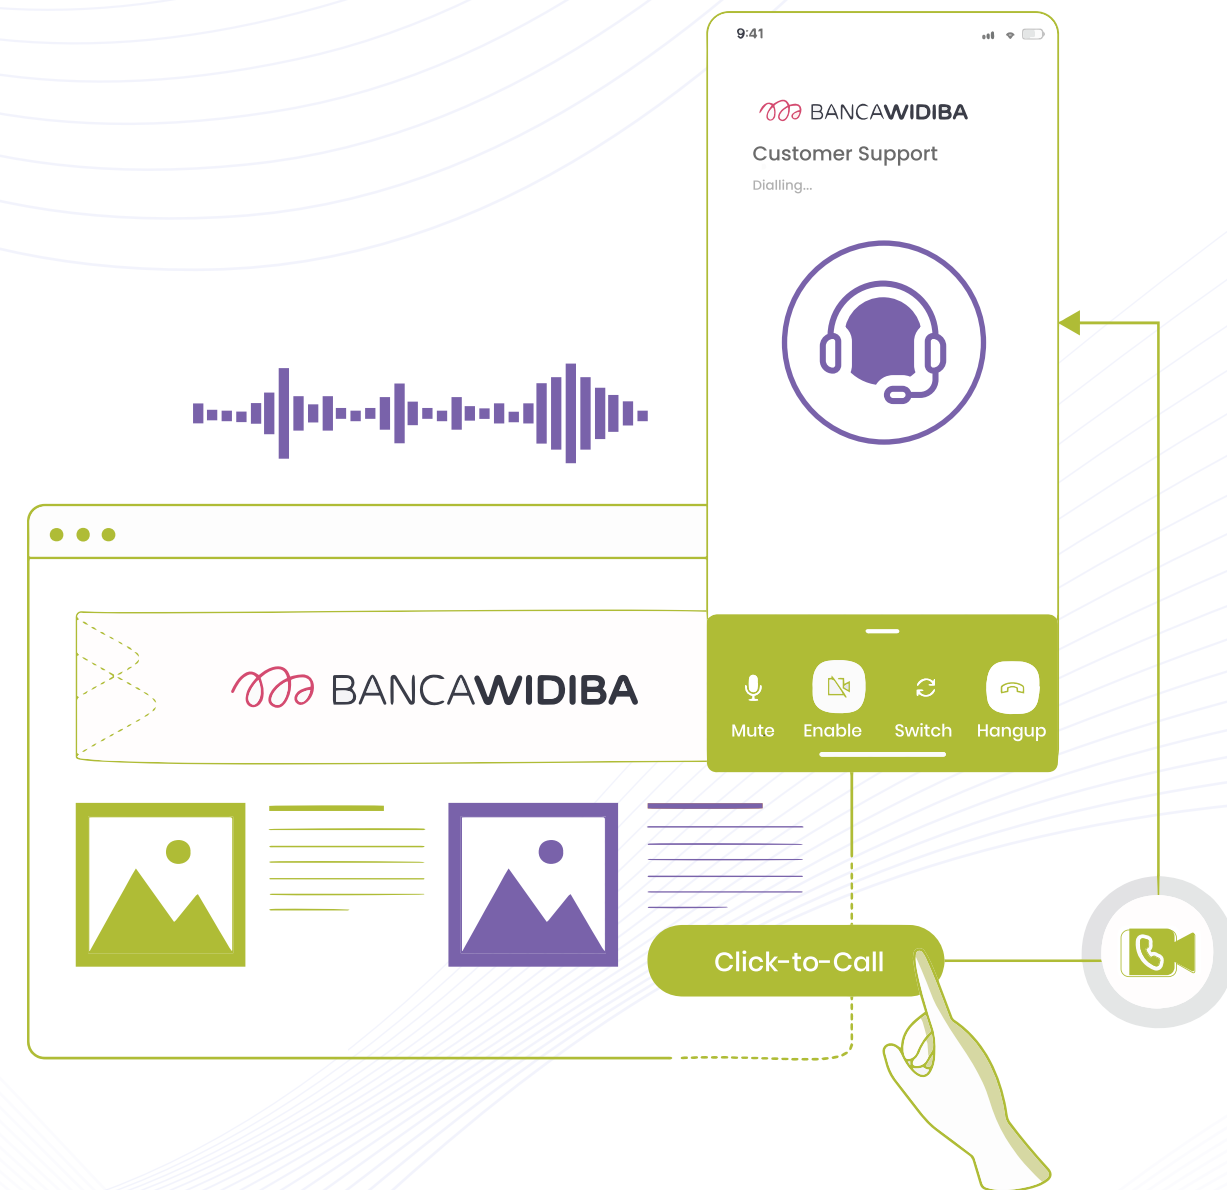 9:41
BANCAWIDIBA
Customer Support
Dialling...
BANCAWIDIBA
Mute
Enable
Switch
Hangup
Click-to-Call